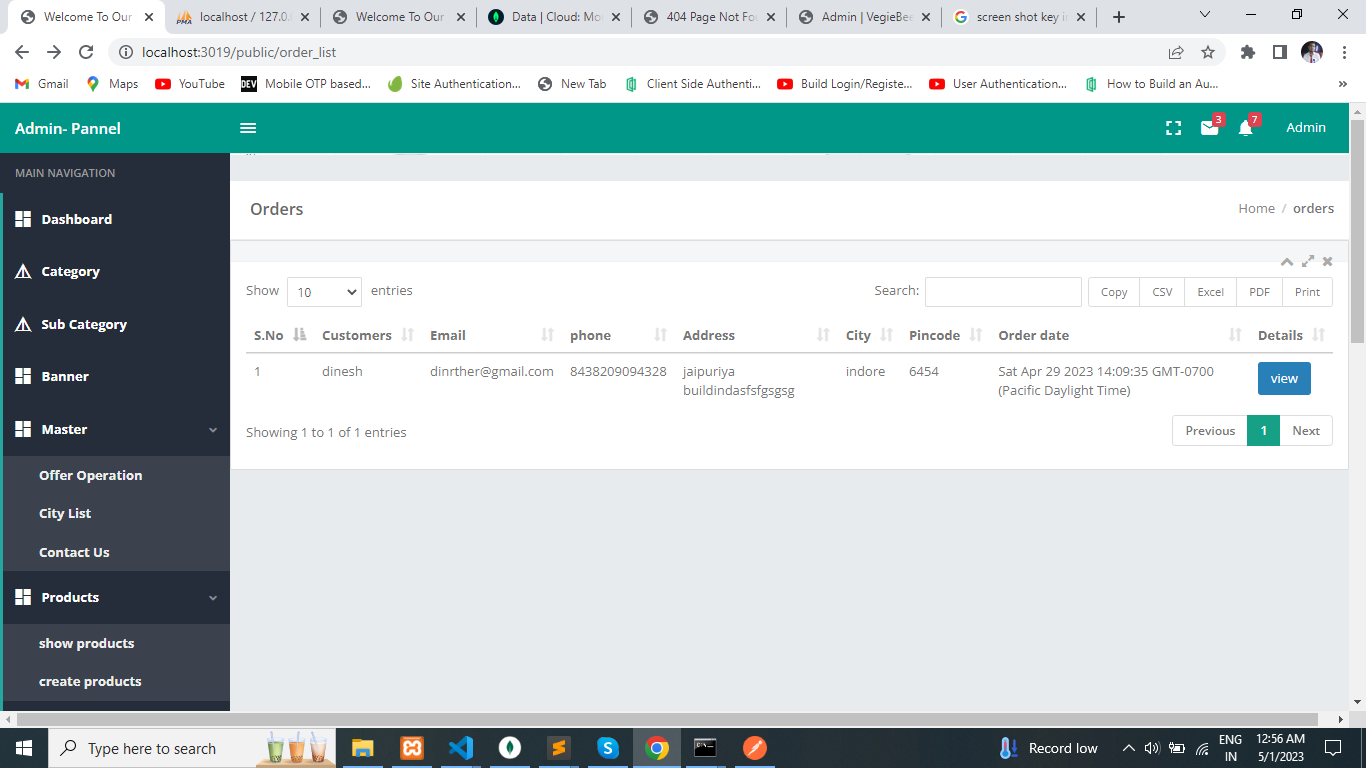 Welcome To Our
localhost / 127.0.
Welcome To Our
Data | Cloud: Mo
404 Page Not Fo
Admin | VegieBe
screen shot key i
localhost:3019/public/order_list
Gmail
Maps
YouTube
DEV
Mobile OTP based...
Site Authentication...
New Tab
Client Side Authenti...
Build Login/Registe...
User Authentication...
How to Build an Au...
»
Admin- Pannel
3
7
Admin
MAIN NAVIGATION
Dashboard
Category
Sub Category
Banner
Master
Offer Operation
City List
Contact Us
Products
show products
create products
Orders
Home / orders
Show 10 entries
Search:
Copy CSV Excel PDF Print
S.No Customers Email phone Address City Pincode Order date Details
1 dinesh dinrther@gmail.com 8438209094328 jaipuriya buildindasfsfgsgsg indore 6454 Sat Apr 29 2023 14:09:35 GMT-0700 (Pacific Daylight Time) view
Showing 1 to 1 of 1 entries
Previous 1 Next
Type here to search
Record low
ENG
IN
12:56 AM
5/1/2023